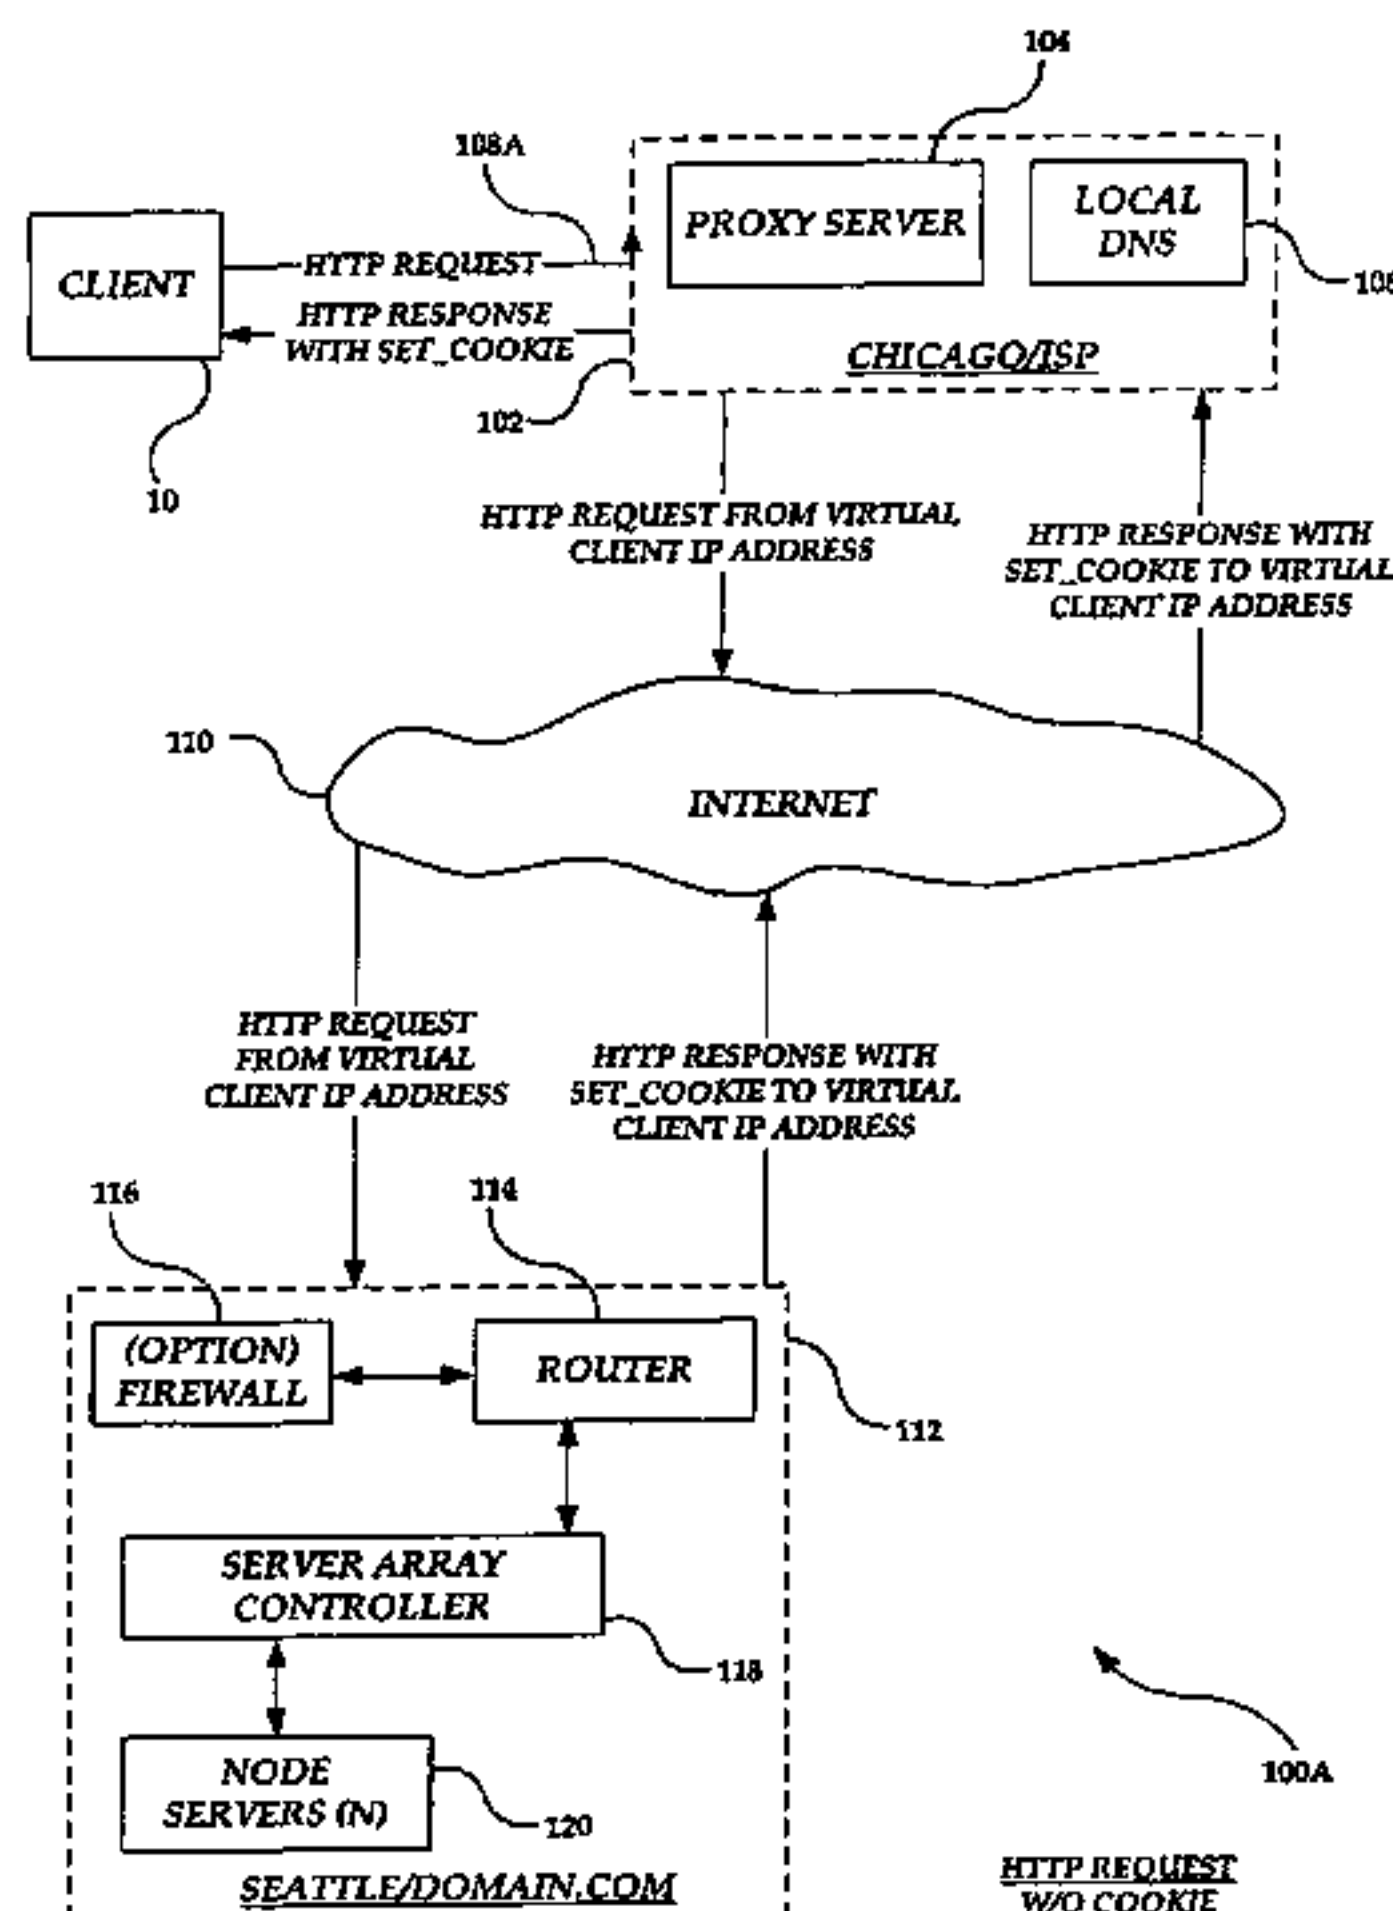 104
108A
PROXY SERVER
LOCAL
DNS
CLIENT
HTTP REQUEST
HTTP RESPONSE
WITH SET_COOKIE
CHICAGO/ISP
102
10
HTTP REQUEST FROM VIRTUAL
CLIENT IP ADDRESS
HTTP RESPONSE WITH
SET_COOKIE TO VIRTUAL
CLIENT IP ADDRESS
110
INTERNET
HTTP REQUEST
FROM VIRTUAL
CLIENT IP ADDRESS
HTTP RESPONSE WITH
SET_COOKIE TO VIRTUAL
CLIENT IP ADDRESS
116
114
(OPTION)
FIREWALL
ROUTER
112
SERVER ARRAY
CONTROLLER
118
NODE
SERVERS (N)
120
100A
SEATTLE/DOMAIN.COM
HTTP REQUEST
W/O COOKIE